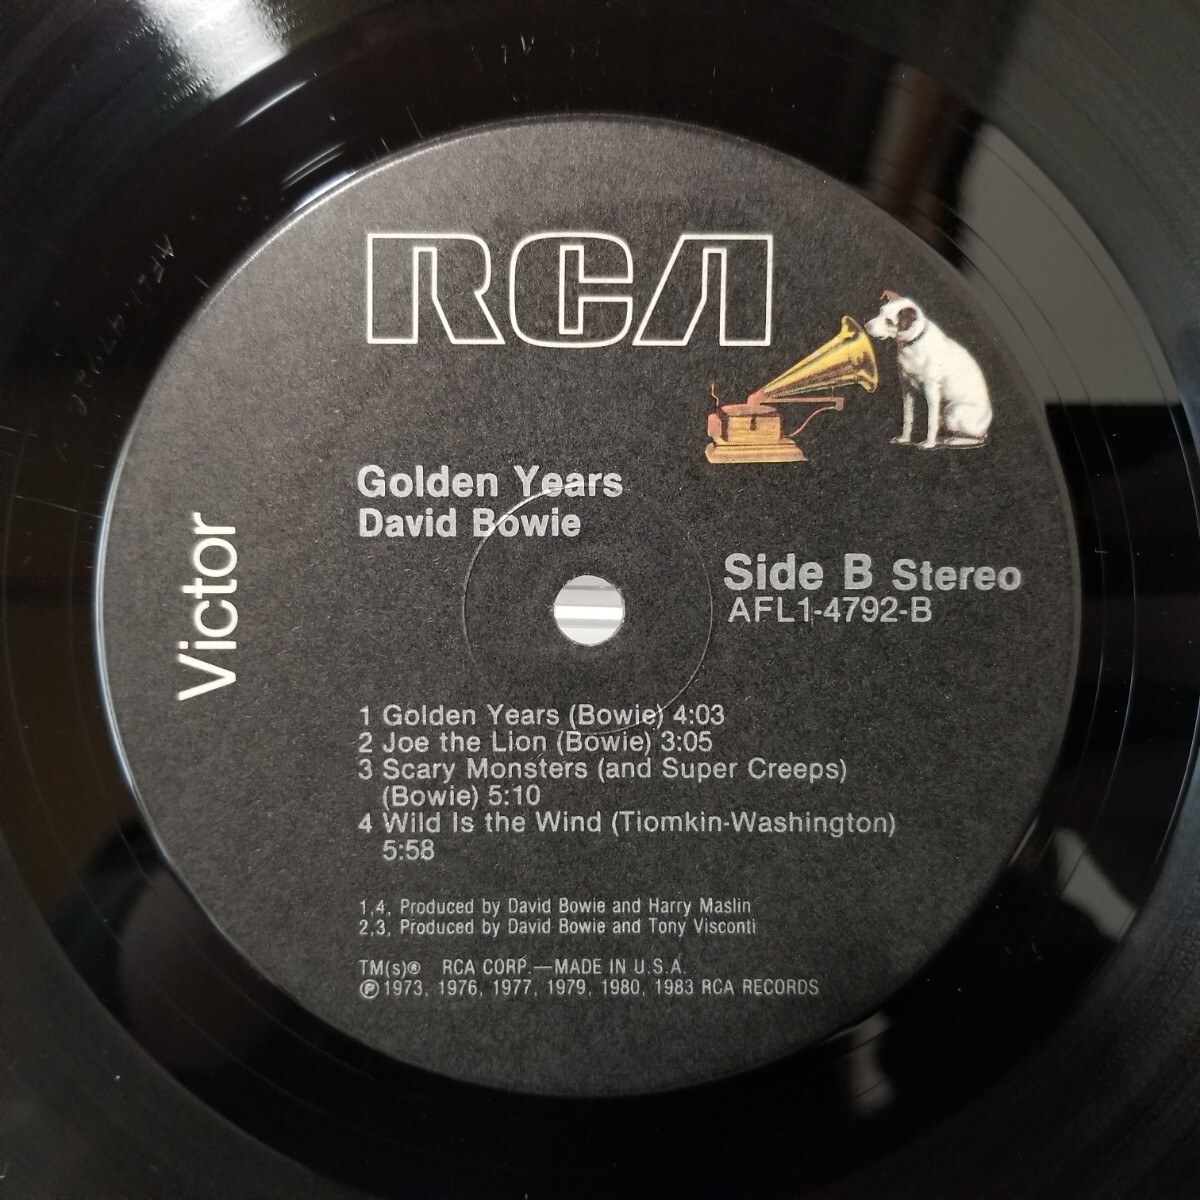 RCA
Victor
Golden Years
David Bowie
Side B Stereo
AFL1-4792-B
1 Golden Years (Bowie) 4:03
2 Joe the Lion (Bowie) 3:05
3 Scary Monsters (and Super Creeps)
(Bowie) 5:10
4 Wild Is the Wind (Tiomkin-Washington)
5:58
1,4, Produced by David Bowie and Harry Maslin
2,3, Produced by David Bowie and Tony Visconti
TM(s)® RCA CORP.—MADE IN U.S.A.
℗1973, 1976, 1977, 1979, 1980, 1983 RCA RECORDS